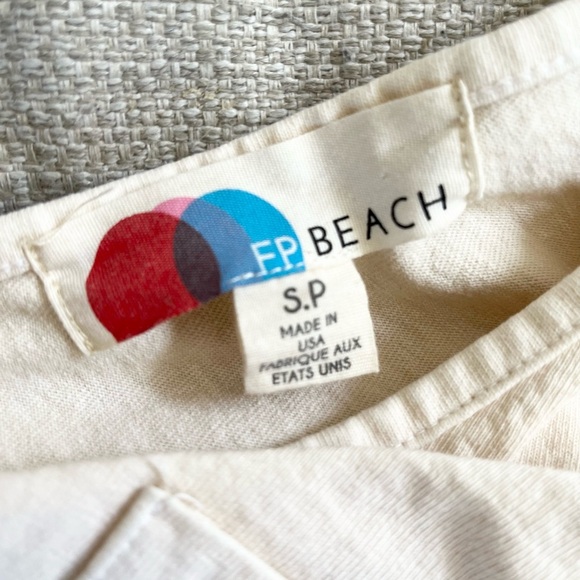 FP BEACH
S.P
MADE IN
USA
FABRIQUE AUX
ETATS UNIS